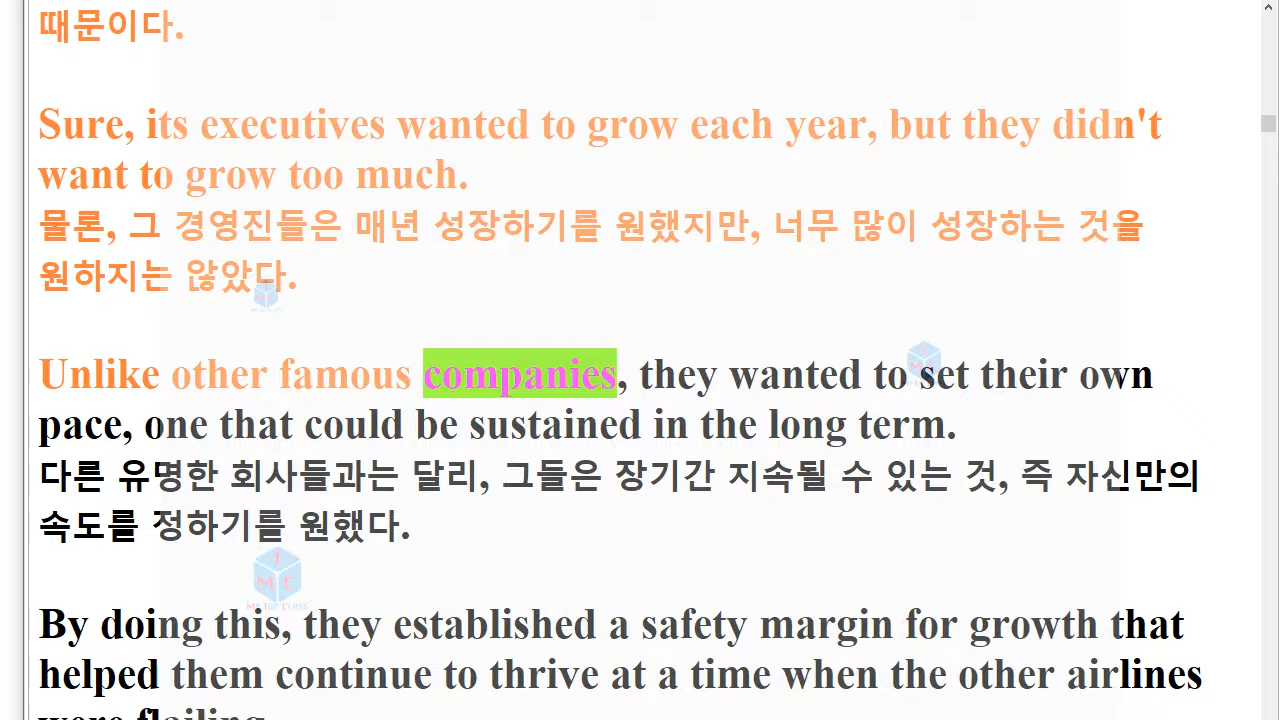 때문이다.
Sure, its executives wanted to grow each year, but they didn't
want to grow too much.
물론, 그 경영진들은 매년 성장하기를 원했지만, 너무 많이 성장하는 것을
원하지는 않았다.
Unlike other famous companies, they wanted to set their own
pace, one that could be sustained in the long term.
다른 유명한 회사들과는 달리, 그들은 장기간 지속될 수 있는 것, 즉 자신만의
속도를 정하기를 원했다.
By doing this, they established a safety margin for growth that
helped them continue to thrive at a time when the other airlines
were flailing.